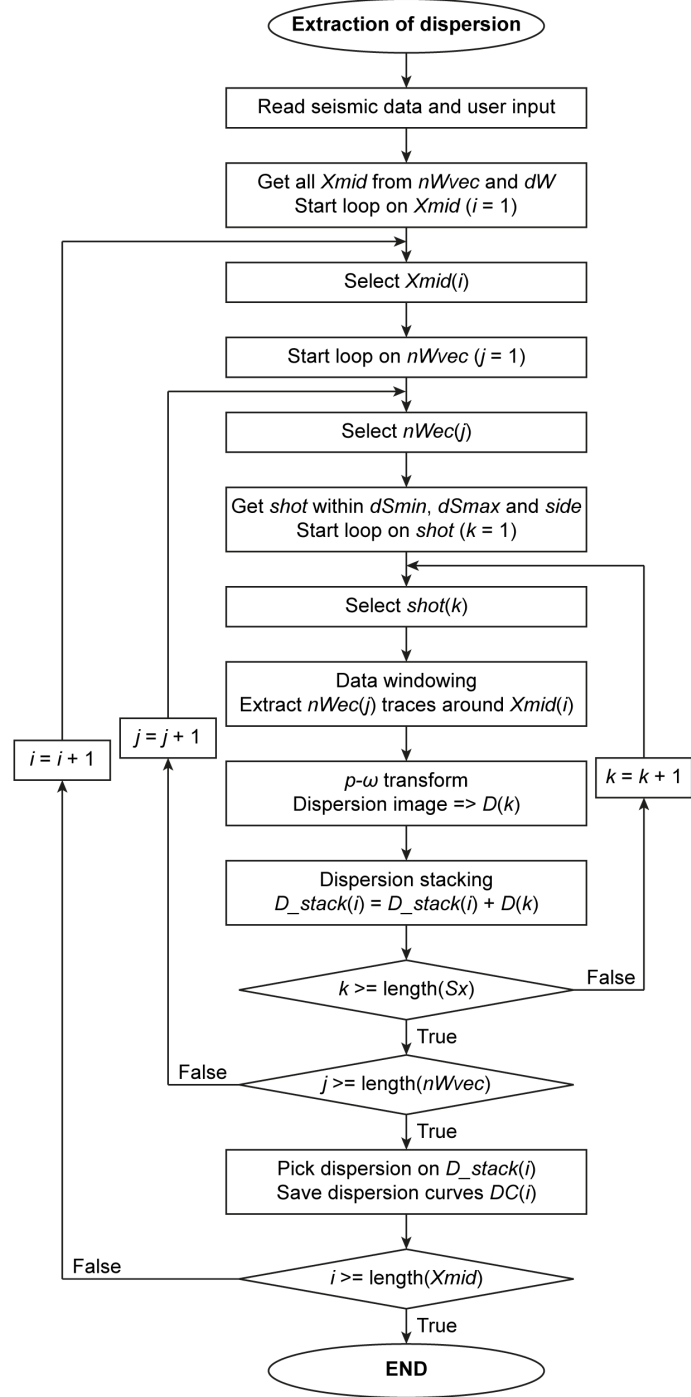 Extraction of dispersion
Read seismic data and user input
Get all Xmid from nWvec and dW
Start loop on Xmid (i = 1)
Select Xmid(i)
Start loop on nWvec (j = 1)
Select nWec(j)
Get shot within dSmin, dSmax and side
Start loop on shot (k = 1)
Select shot(k)
Data windowing
Extract nWec(j) traces around Xmid(i)
j = j + 1
i = i + 1
p-ω transform
Dispersion image => D(k)
k = k + 1
Dispersion stacking
D_stack(i) = D_stack(i) + D(k)
k >= length(Sx)
False
True
j >= length(nWvec)
False
True
Pick dispersion on D_stack(i)
Save dispersion curves DC(i)
i >= length(Xmid)
False
True
END